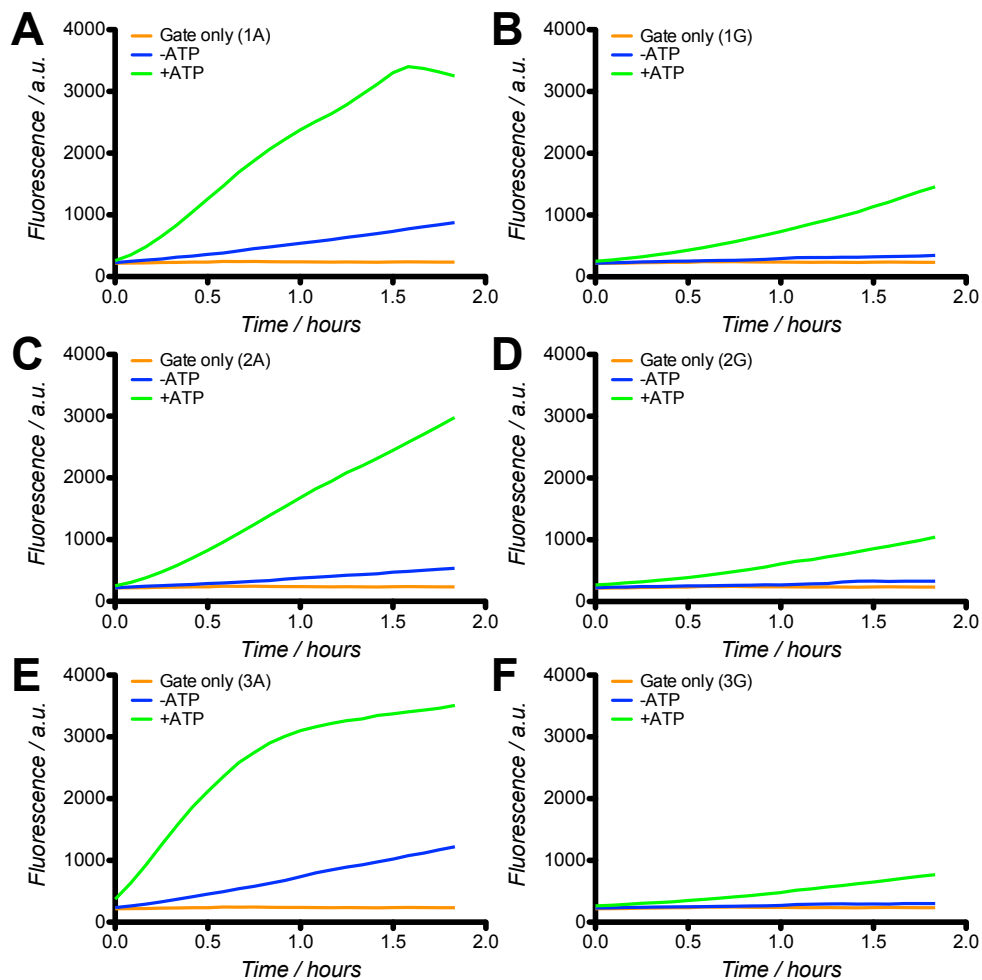 A
Gate only (1A)
-ATP
+ATP
Fluorescence / a.u.
4000
3000
2000
1000
0
0.0 0.5 1.0 1.5 2.0
Time / hours
B
Gate only (1G)
-ATP
+ATP
Fluorescence / a.u.
4000
3000
2000
1000
0
0.0 0.5 1.0 1.5 2.0
Time / hours
C
Gate only (2A)
-ATP
+ATP
Fluorescence / a.u.
4000
3000
2000
1000
0
0.0 0.5 1.0 1.5 2.0
Time / hours
D
Gate only (2G)
-ATP
+ATP
Fluorescence / a.u.
4000
3000
2000
1000
0
0.0 0.5 1.0 1.5 2.0
Time / hours
E
Gate only (3A)
-ATP
+ATP
Fluorescence / a.u.
4000
3000
2000
1000
0
0.0 0.5 1.0 1.5 2.0
Time / hours
F
Gate only (3G)
-ATP
+ATP
Fluorescence / a.u.
4000
3000
2000
1000
0
0.0 0.5 1.0 1.5 2.0
Time / hours